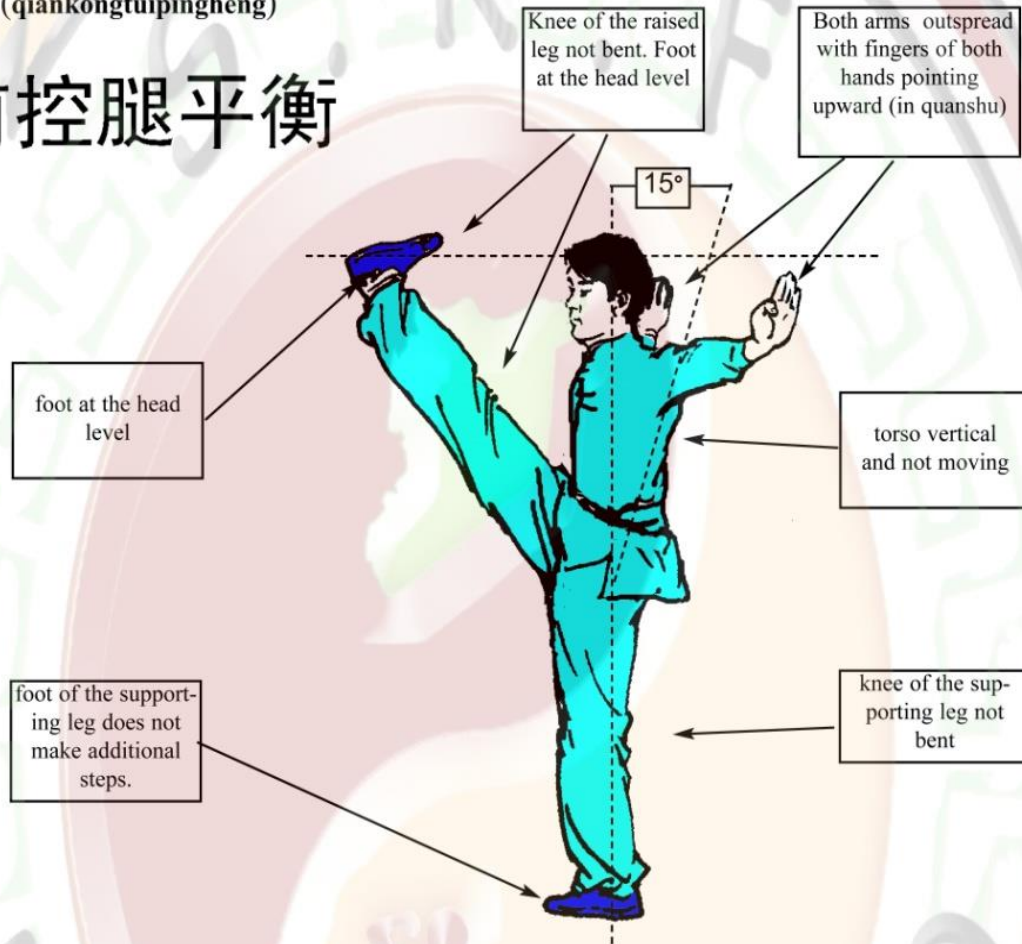 (qiankongtuipingheng)
前控腿平衡
Knee of the raised
leg not bent. Foot
at the head level
Both arms outspread
with fingers of both
hands pointing
upward (in quanshu)
15°
foot at the head
level
torso vertical
and not moving
foot of the support-
ing leg does not
make additional
steps.
knee of the sup-
porting leg not
bent